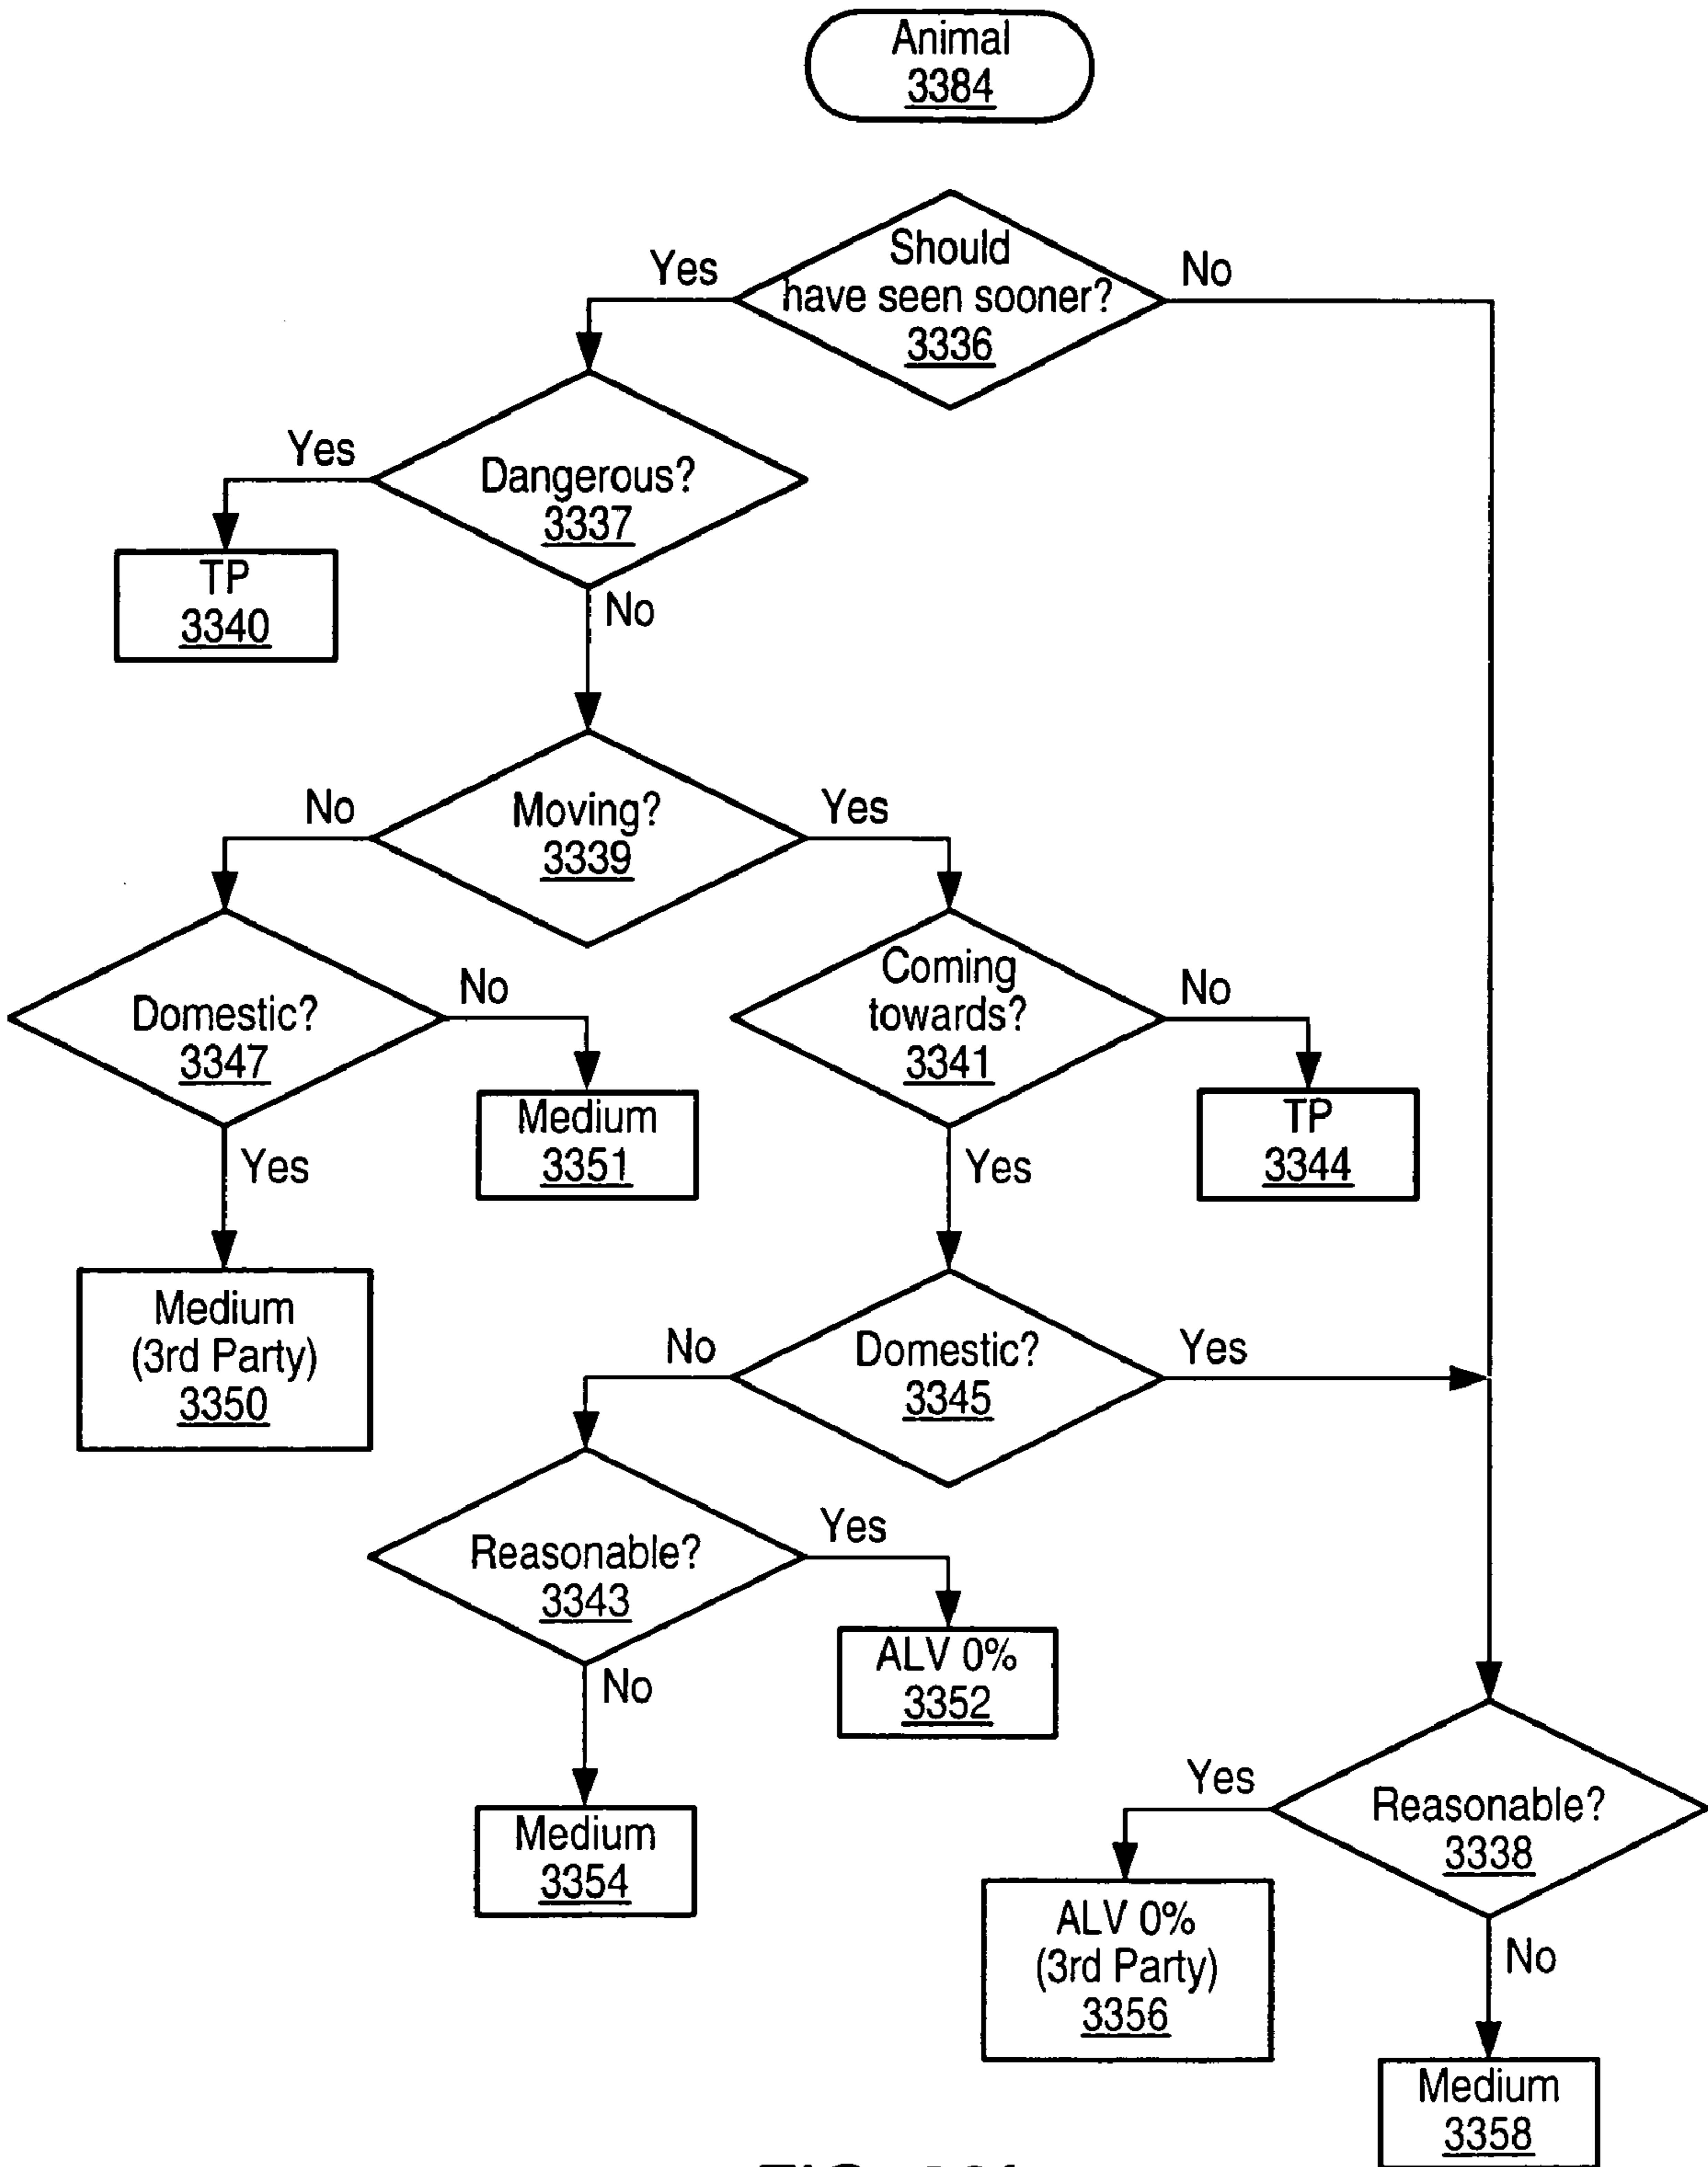 Animal
3384
Should
have seen sooner?
3336
Yes
No
Dangerous?
3337
Yes
No
TP
3340
Moving?
3339
No
Yes
Domestic?
3347
No
Yes
Coming
towards?
3341
No
Yes
Medium
3351
TP
3344
Medium
(3rd Party)
3350
Domestic?
3345
No
Yes
Reasonable?
3343
Yes
No
ALV 0%
3352
Medium
3354
Reasonable?
3338
Yes
No
ALV 0%
(3rd Party)
3356
Medium
3358